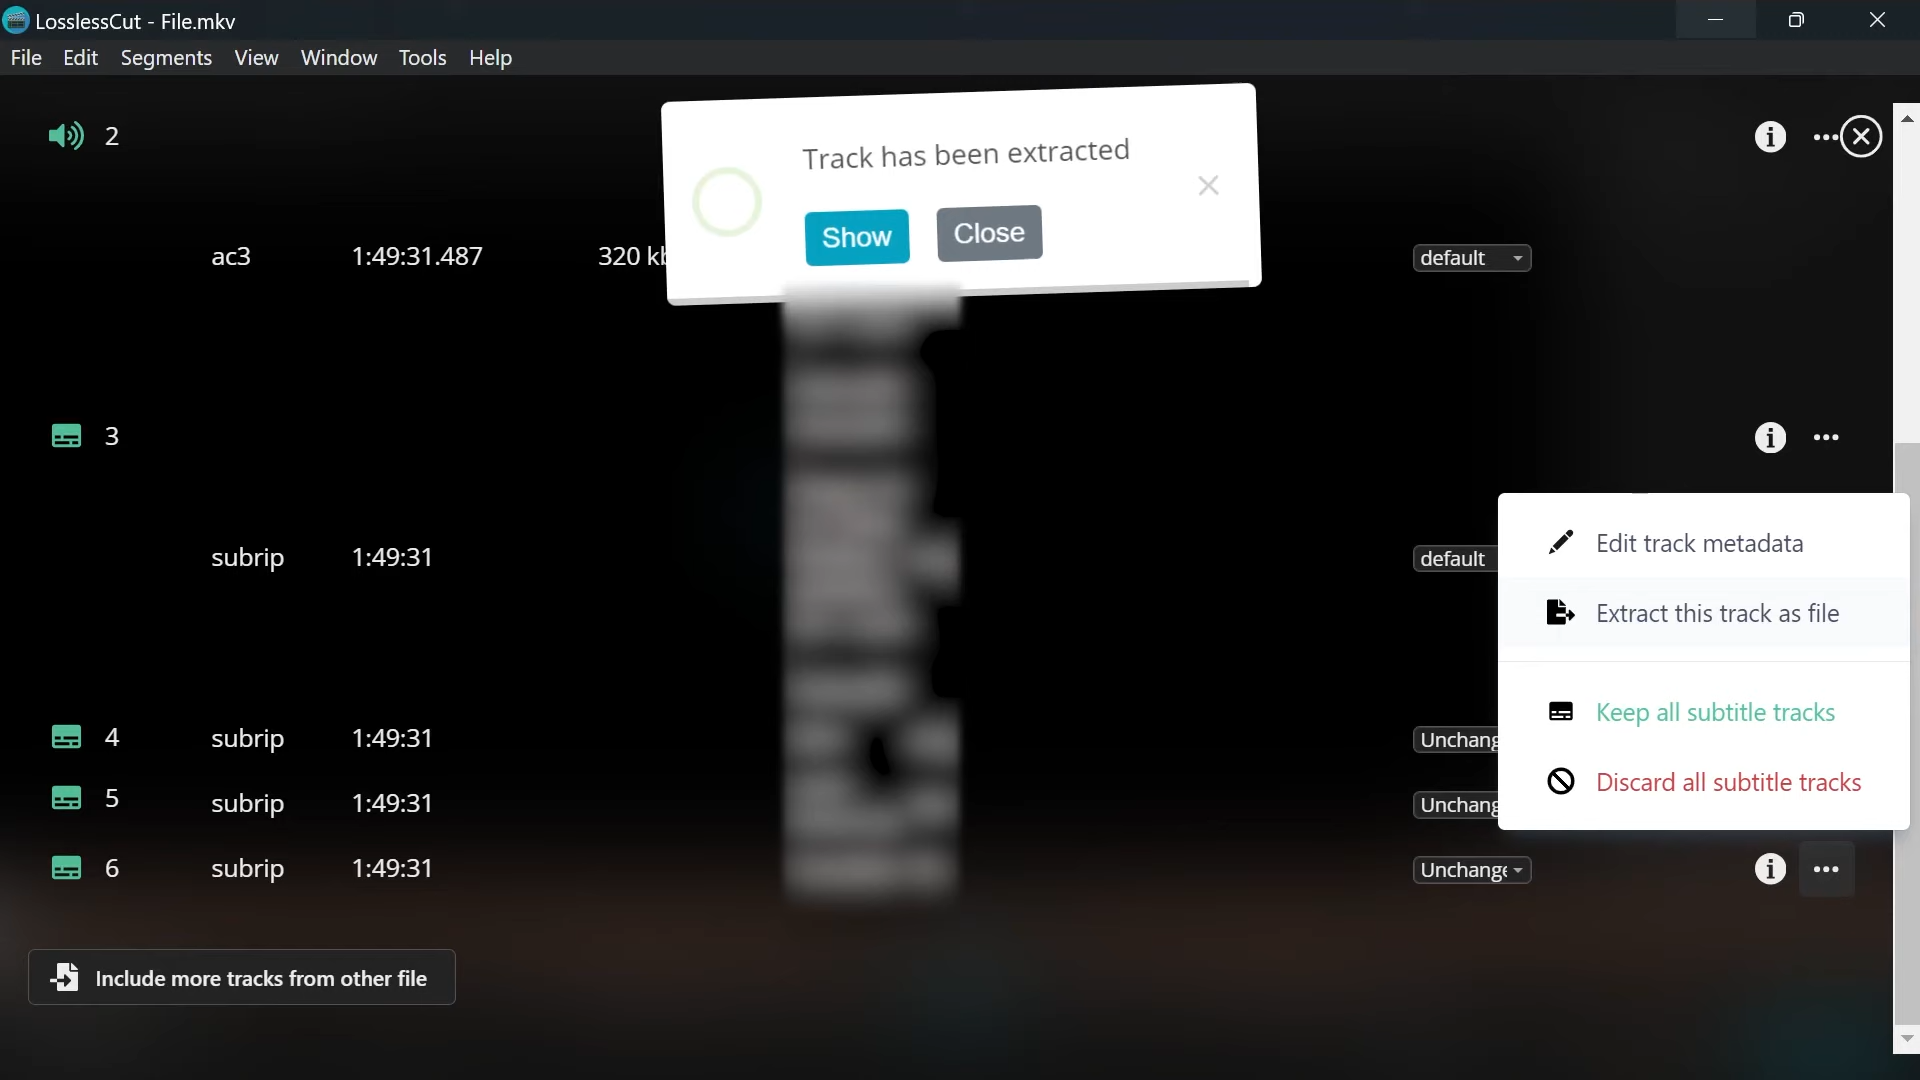 LosslessCut - File.mkv
File Edit Segments View Window Tools Help
2
Track has been extracted
Show Close
ac3 1:49:31.487 320 kb default
3
subrip 1:49:31 default
Edit track metadata
Extract this track as file
Keep all subtitle tracks
Discard all subtitle tracks
4 subrip 1:49:31 Unchang
5 subrip 1:49:31 Unchang
6 subrip 1:49:31 Unchange
Include more tracks from other file